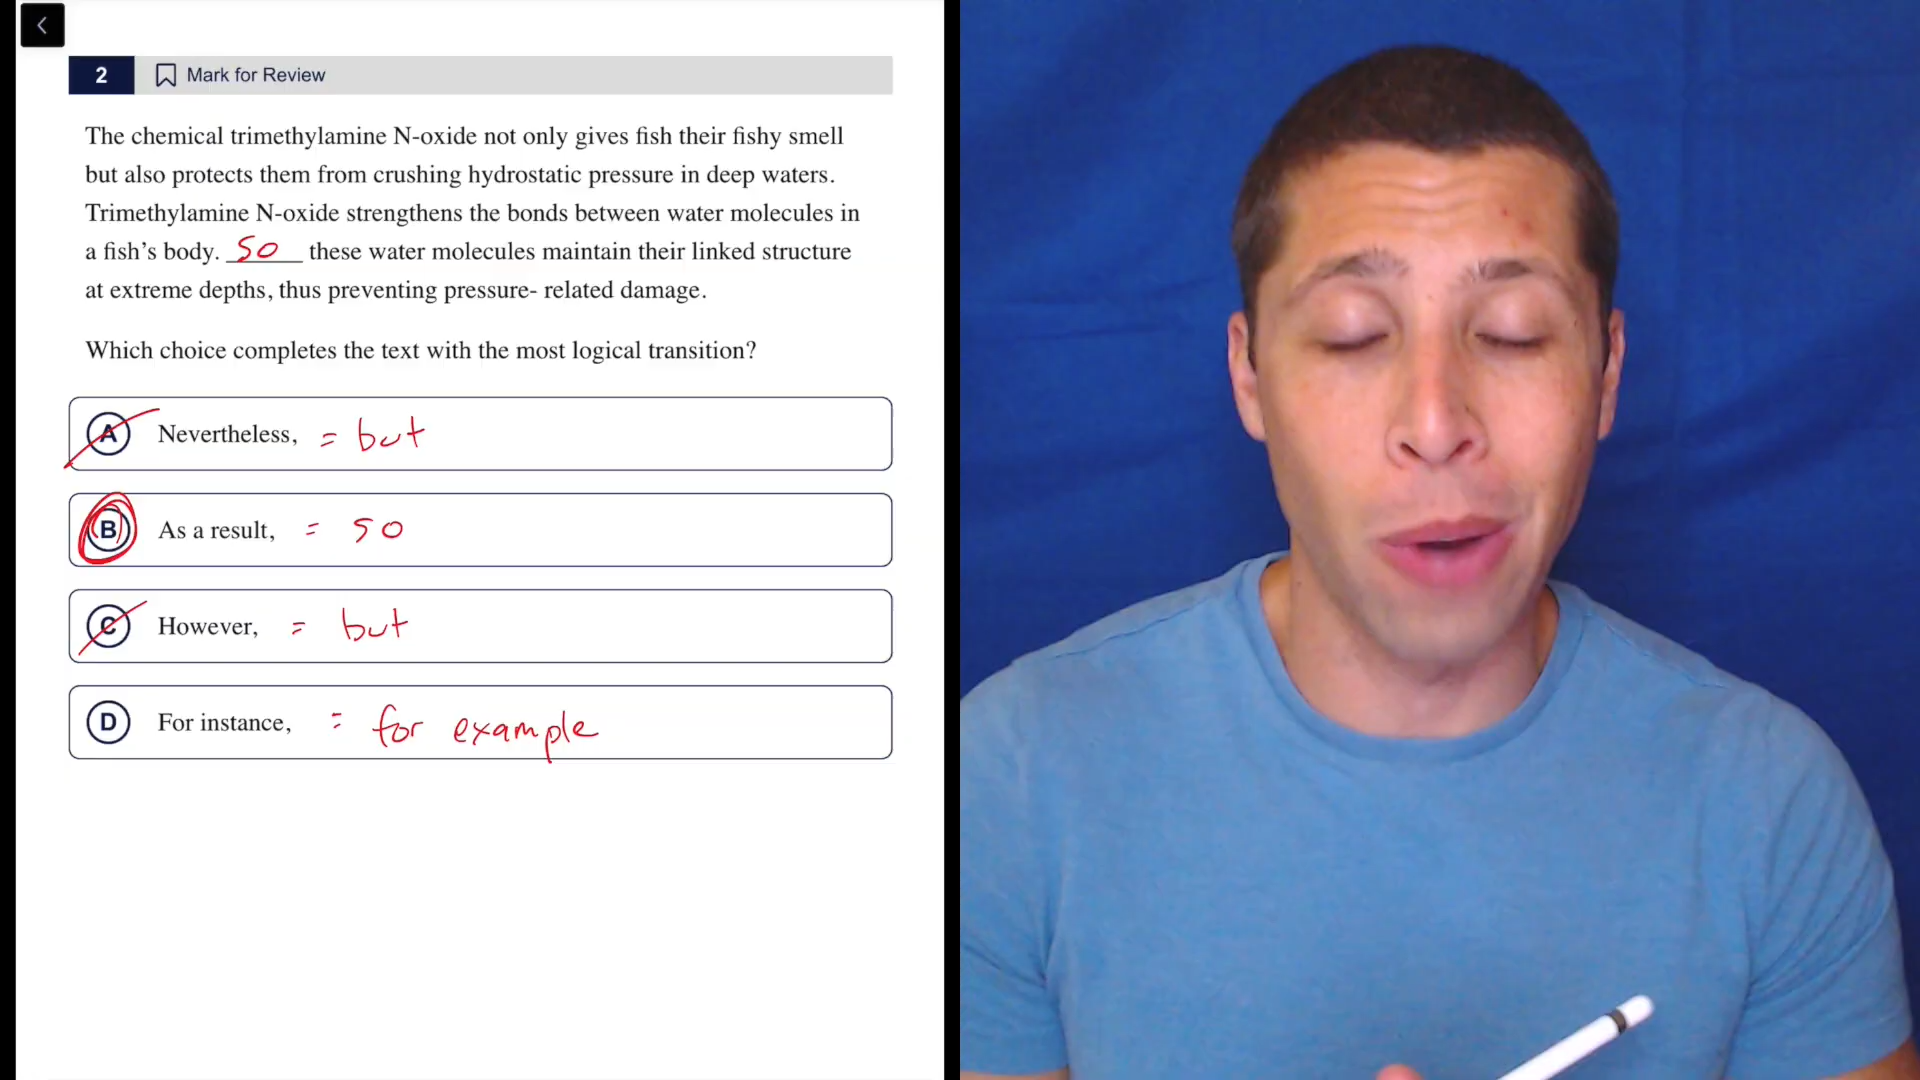 2 Mark for Review
The chemical trimethylamine N-oxide not only gives fish their fishy smell
but also protects them from crushing hydrostatic pressure in deep waters.
Trimethylamine N-oxide strengthens the bonds between water molecules in
a fish's body. so these water molecules maintain their linked structure
at extreme depths, thus preventing pressure- related damage.
Which choice completes the text with the most logical transition?
A Nevertheless, = but
B As a result, = so
C However, = but
D For instance, = for example